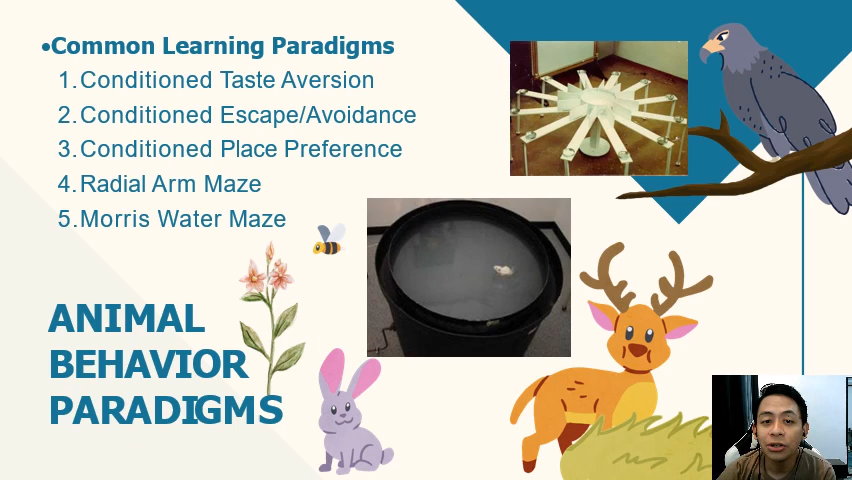 •Common Learning Paradigms
1.Conditioned Taste Aversion
2.Conditioned Escape/Avoidance
3.Conditioned Place Preference
4.Radial Arm Maze
5.Morris Water Maze
ANIMAL
BEHAVIOR
PARADIGMS